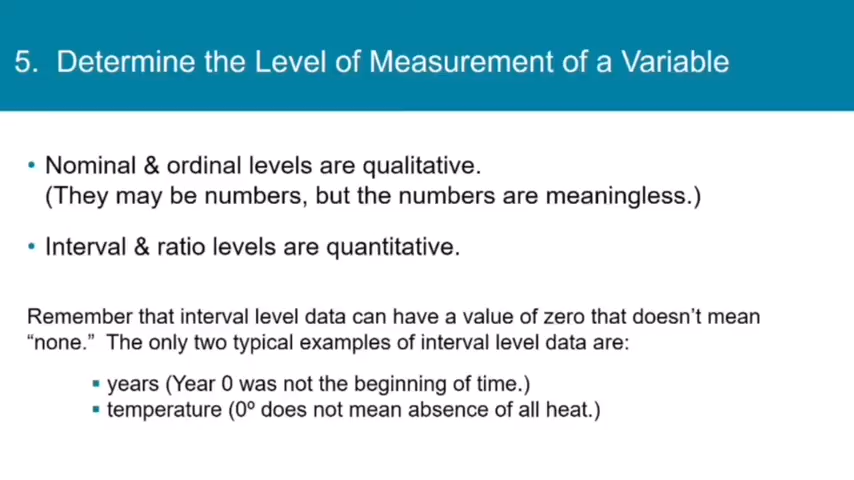 5. Determine the Level of Measurement of a Variable
• Nominal & ordinal levels are qualitative.
(They may be numbers, but the numbers are meaningless.)
• Interval & ratio levels are quantitative.
Remember that interval level data can have a value of zero that doesn’t mean
“none.” The only two typical examples of interval level data are:
▪ years (Year 0 was not the beginning of time.)
▪ temperature (0º does not mean absence of all heat.)